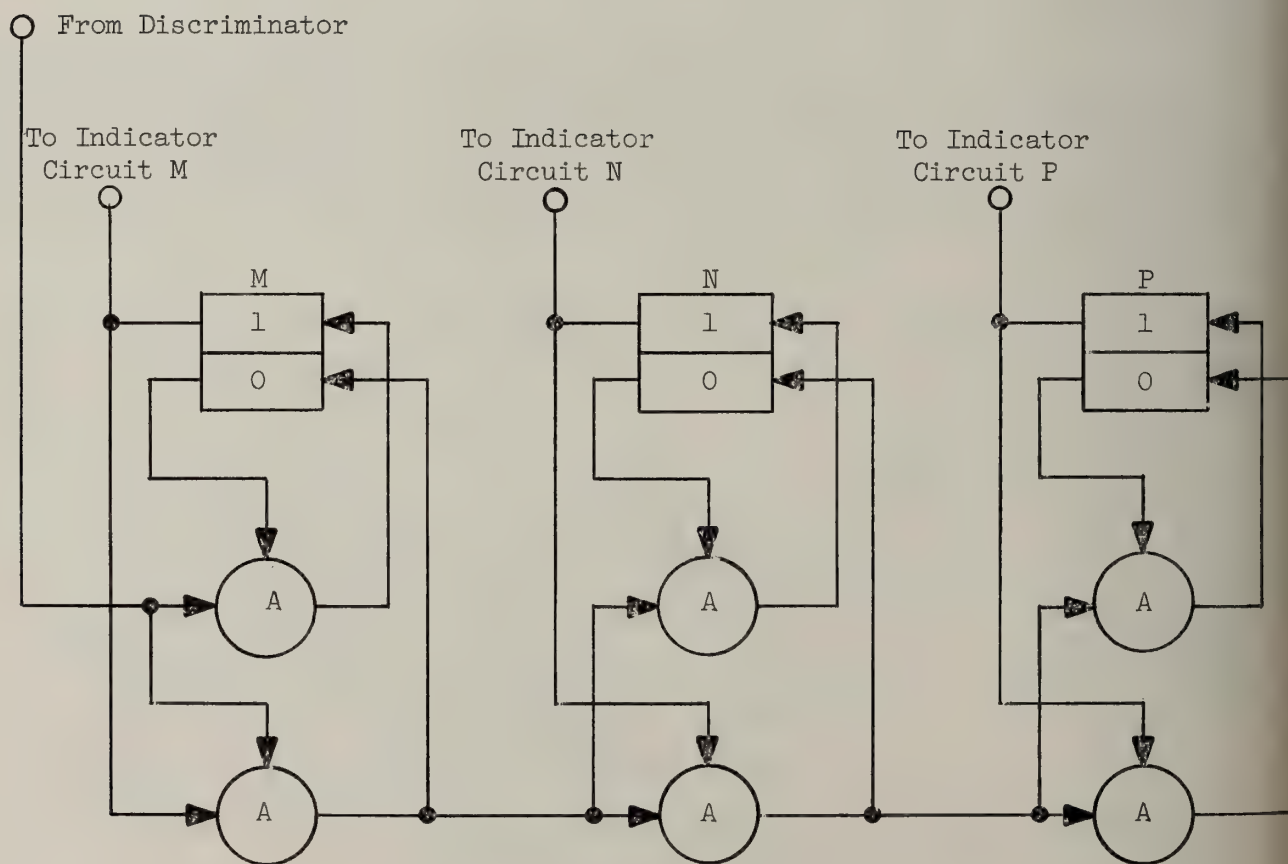 From Discriminator
To Indicator
Circuit M
To Indicator
Circuit N
To Indicator
Circuit P
M
N
P
1
1
1
0
0
0
A
A
A
A
A
A